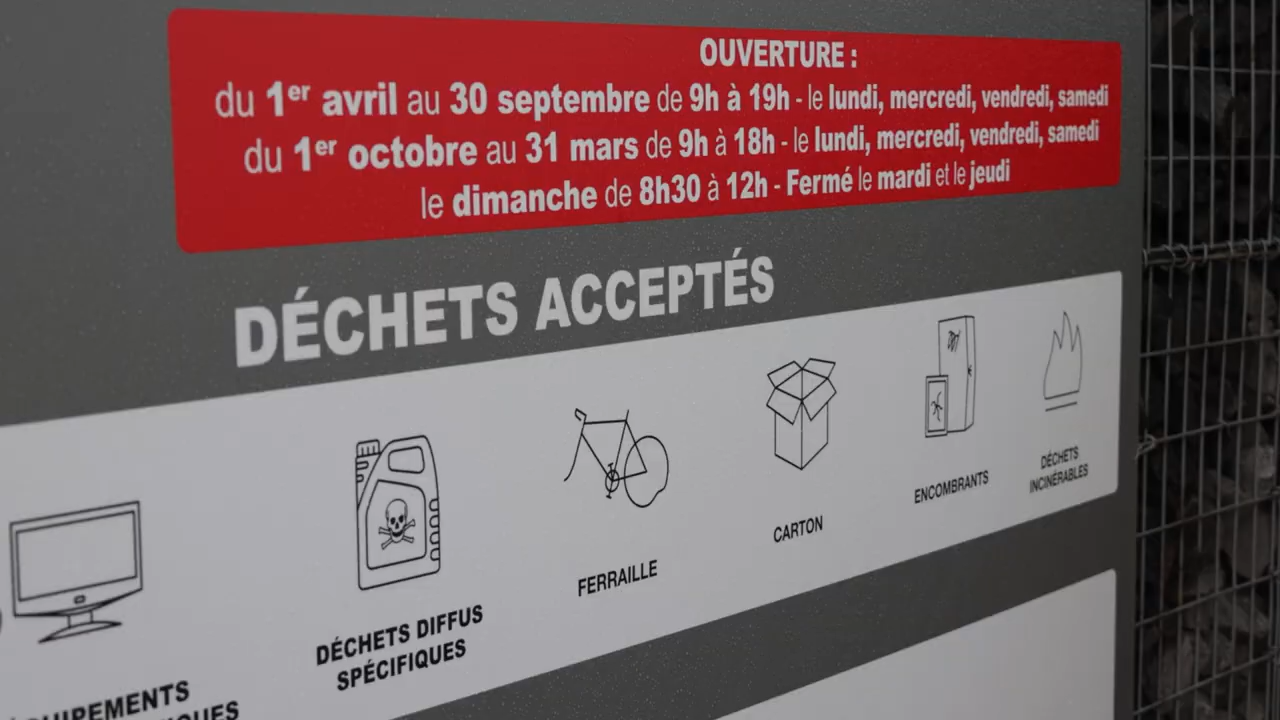 OUVERTURE :
du 1er avril au 30 septembre de 9h à 19h - le lundi, mercredi, vendredi, samedi
du 1er octobre au 31 mars de 9h à 18h - le lundi, mercredi, vendredi, samedi
le dimanche de 8h30 à 12h - Fermé le mardi et le jeudi
DÉCHETS ACCEPTÉS
DÉCHETS DIFFUS
SPÉCIFIQUES
FERRAILLE
CARTON
ENCOMBRANTS
DÉCHETS
INCINÉRABLES